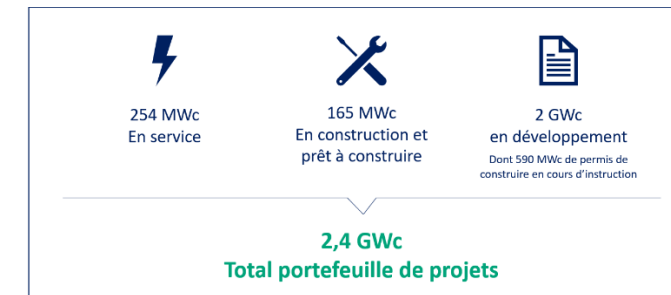 254 MWc
En service
165 MWc
En construction et
prêt à construire
2 GWc
en développement
Dont 590 MWc de permis de
construire en cours d'instruction
2,4 GWc
Total portefeuille de projets